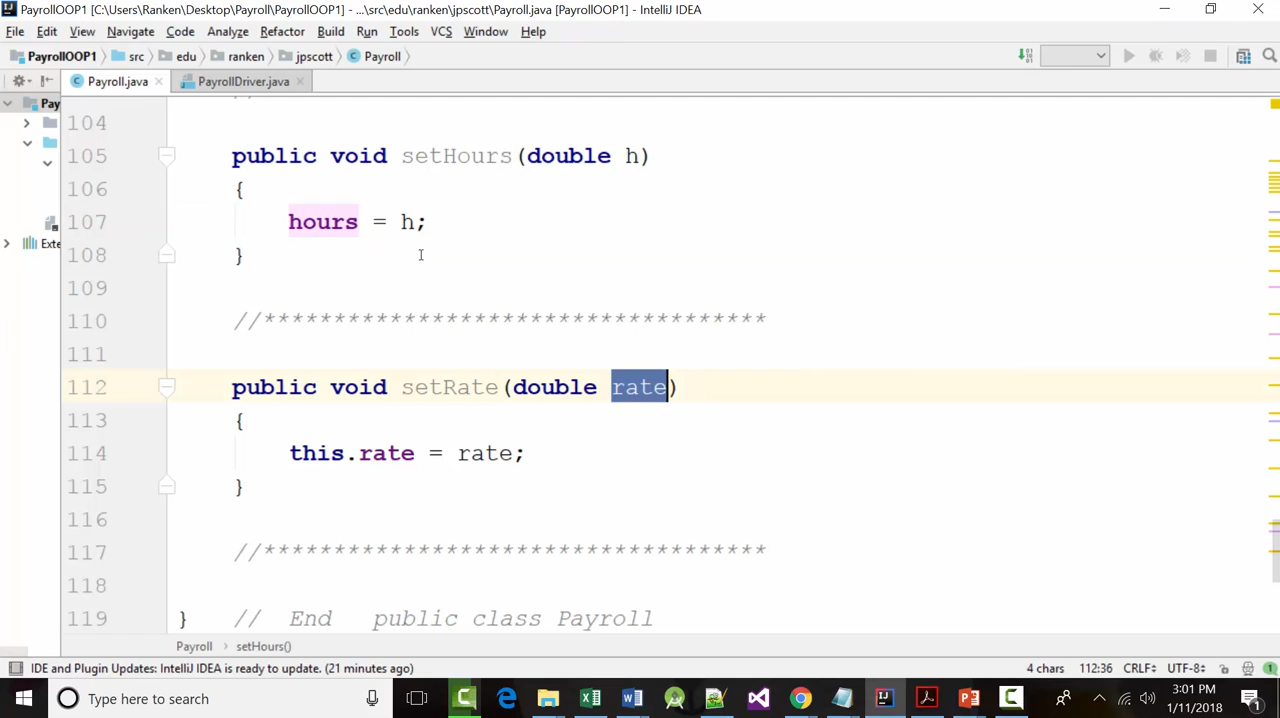 PayrollOOP1 [C:\Users\Ranken\Desktop\Payroll\PayrollOOP1] - ...\src\edu\ranken\jpscott\Payroll.java [PayrollOOP1] - IntelliJ IDEA
File Edit View Navigate Code Analyze Refactor Build Run Tools VCS Window Help
PayrollOOP1 src edu ranken jpscott Payroll
Payroll.java PayrollDriver.java
Pay
Exte
104
105 public void setHours(double h)
106 {
107 hours = h;
108 }
109
110 //************************************
111
112 public void setRate(double rate)
113 {
114 this.rate = rate;
115 }
116
117 //************************************
118
119 } // End public class Payroll
Payroll setHours()
IDE and Plugin Updates: IntelliJ IDEA is ready to update. (21 minutes ago) 4 chars 112:36 CRLF UTF-8 1
Type here to search 3:01 PM
1/11/2018 1